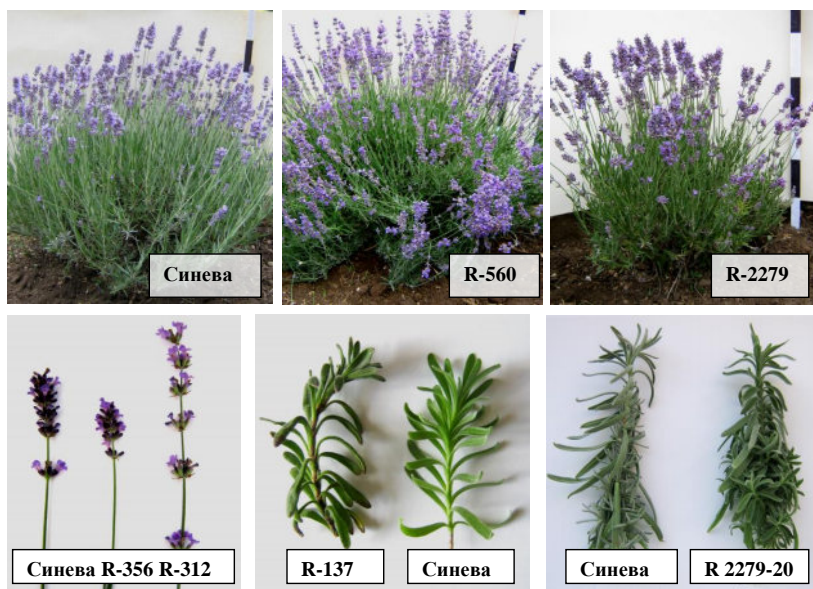 Синева
R-560
R-2279
Синева R-356 R-312
R-137
Синева
Синева
R 2279-20